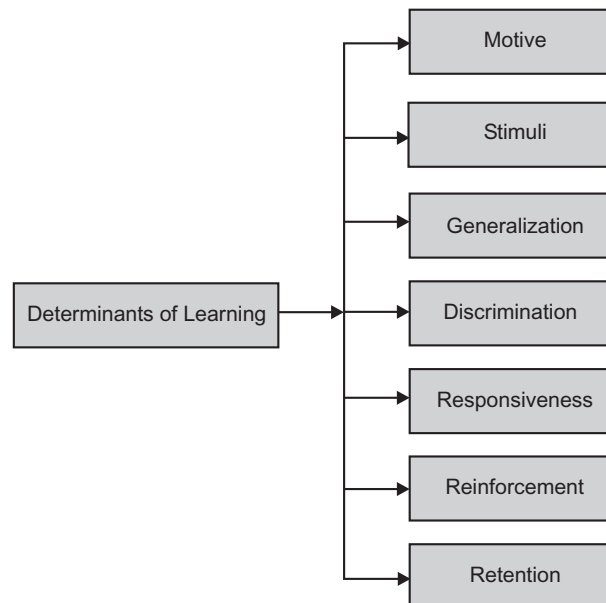 Motive
Stimuli
Generalization
Determinants of Learning
Discrimination
Responsiveness
Reinforcement
Retention